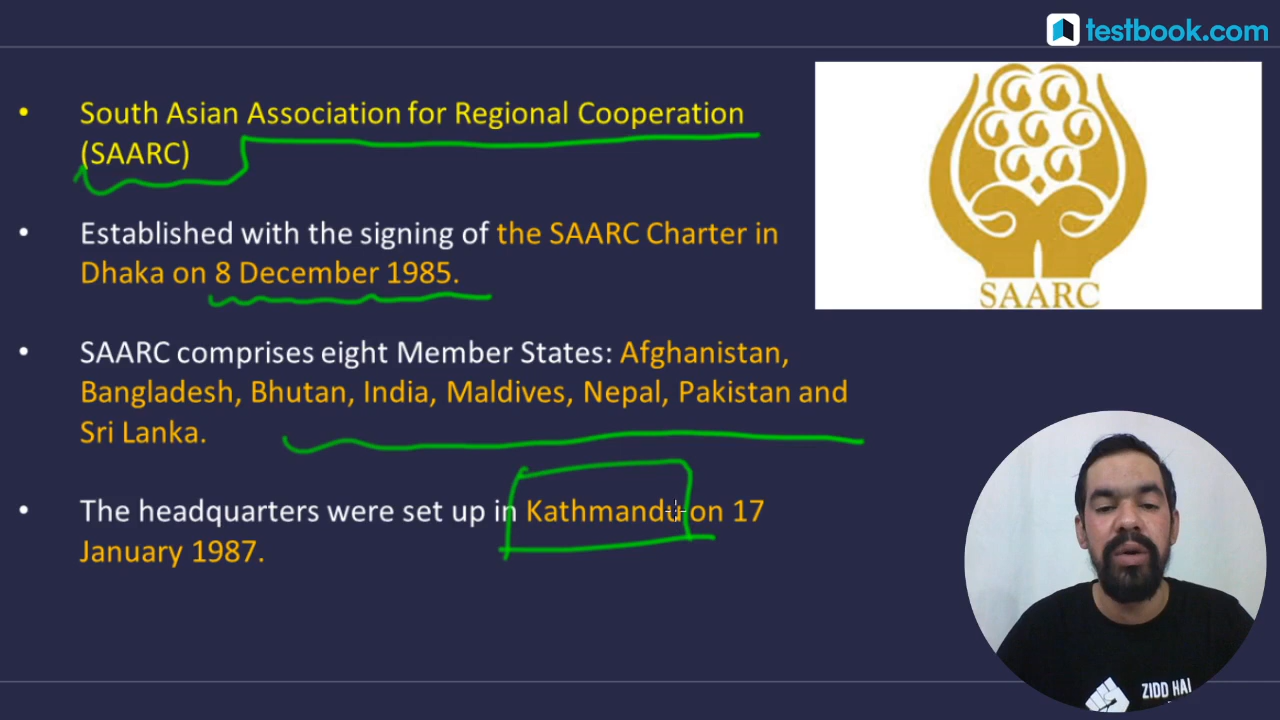 testbook.com
South Asian Association for Regional Cooperation
(SAARC)
Established with the signing of the SAARC Charter in
Dhaka on 8 December 1985.
SAARC comprises eight Member States: Afghanistan,
Bangladesh, Bhutan, India, Maldives, Nepal, Pakistan and
Sri Lanka.
The headquarters were set up in Kathmandu on 17
January 1987.
SAARC
ZIDD HAI